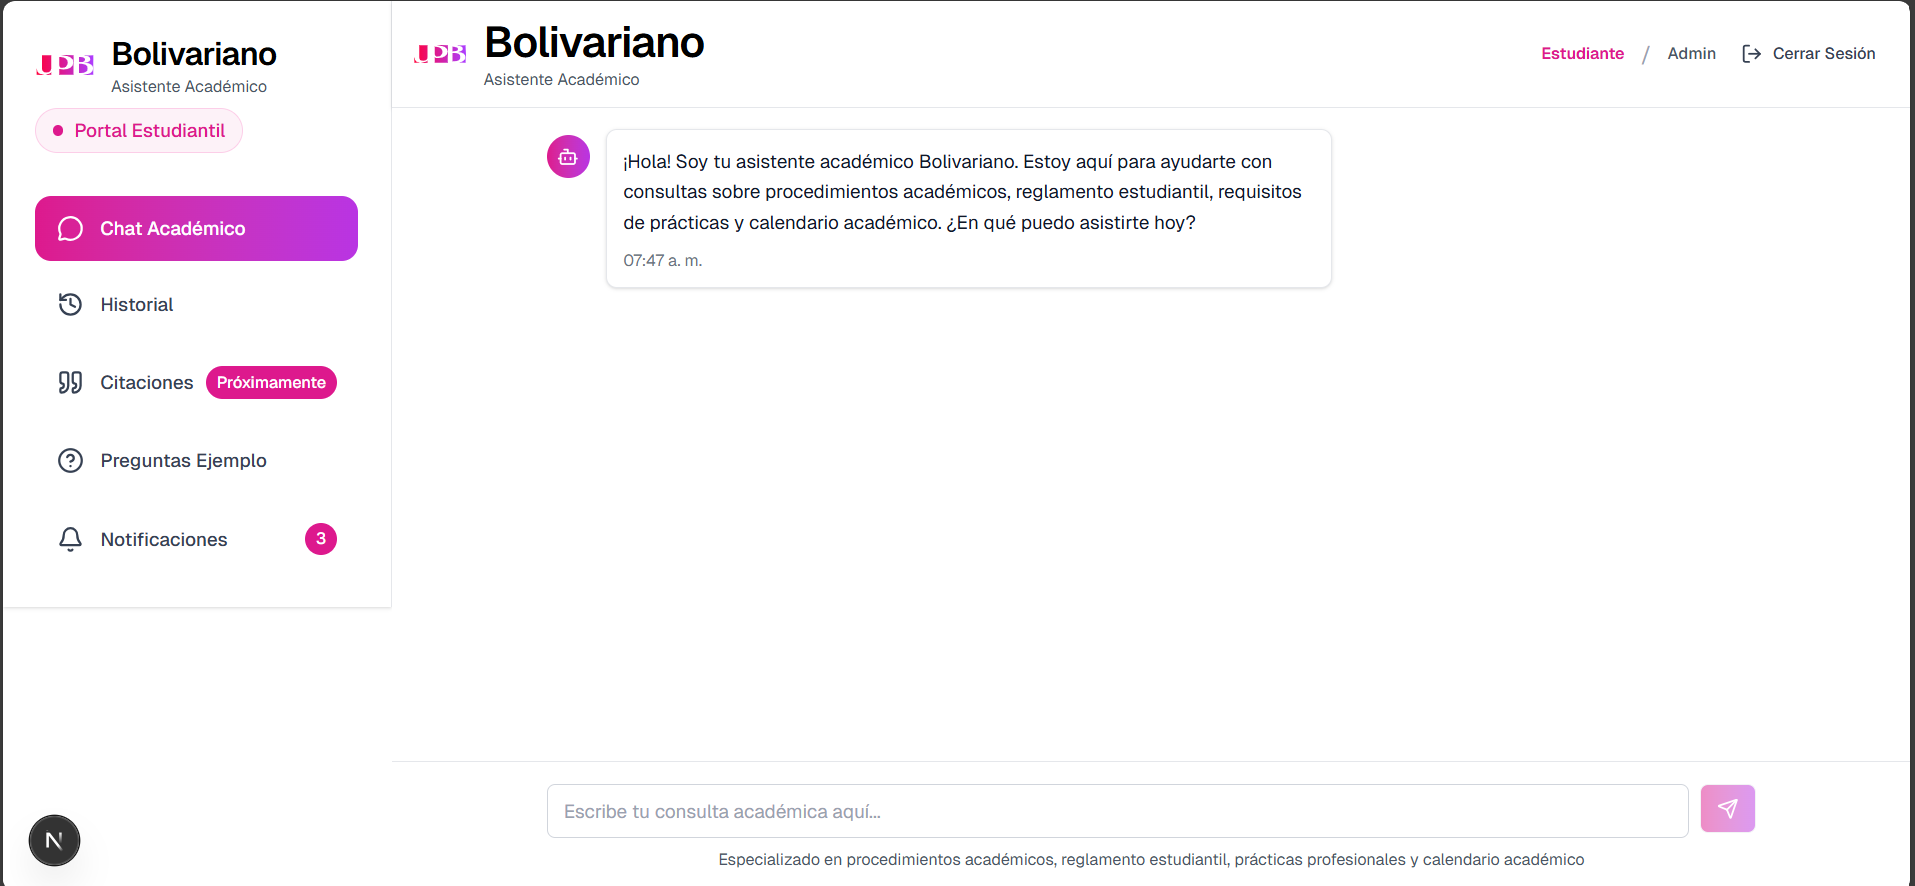 UPB
Bolivariano
Asistente Académico
Portal Estudiantil
Chat Académico
Historial
Citaciones Próximamente
Preguntas Ejemplo
Notificaciones 3
N
UPB
Bolivariano
Asistente Académico
Estudiante / Admin Cerrar Sesión
¡Hola! Soy tu asistente académico Bolivariano. Estoy aquí para ayudarte con
consultas sobre procedimientos académicos, reglamento estudiantil, requisitos
de prácticas y calendario académico. ¿En qué puedo asistirte hoy?
07:47 a. m.
Escribe tu consulta académica aquí...
Especializado en procedimientos académicos, reglamento estudiantil, prácticas profesionales y calendario académico